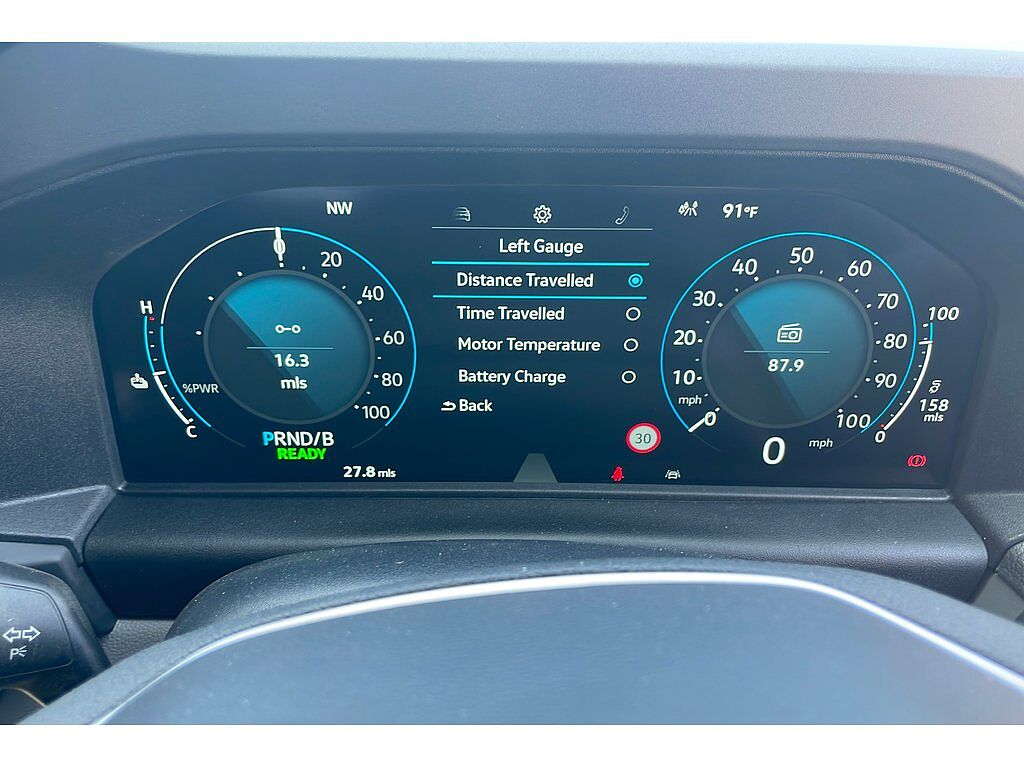 NW
91°F
Left Gauge
Distance Travelled
Time Travelled
Motor Temperature
Battery Charge
Back
H
C
%PWR
0
20
40
60
80
100
16.3
mls
PRND/B
READY
27.8 mls
30
0
10
20
30
40
50
60
70
80
90
100
mph
87.9
0
mph
100
0
158
mls
P